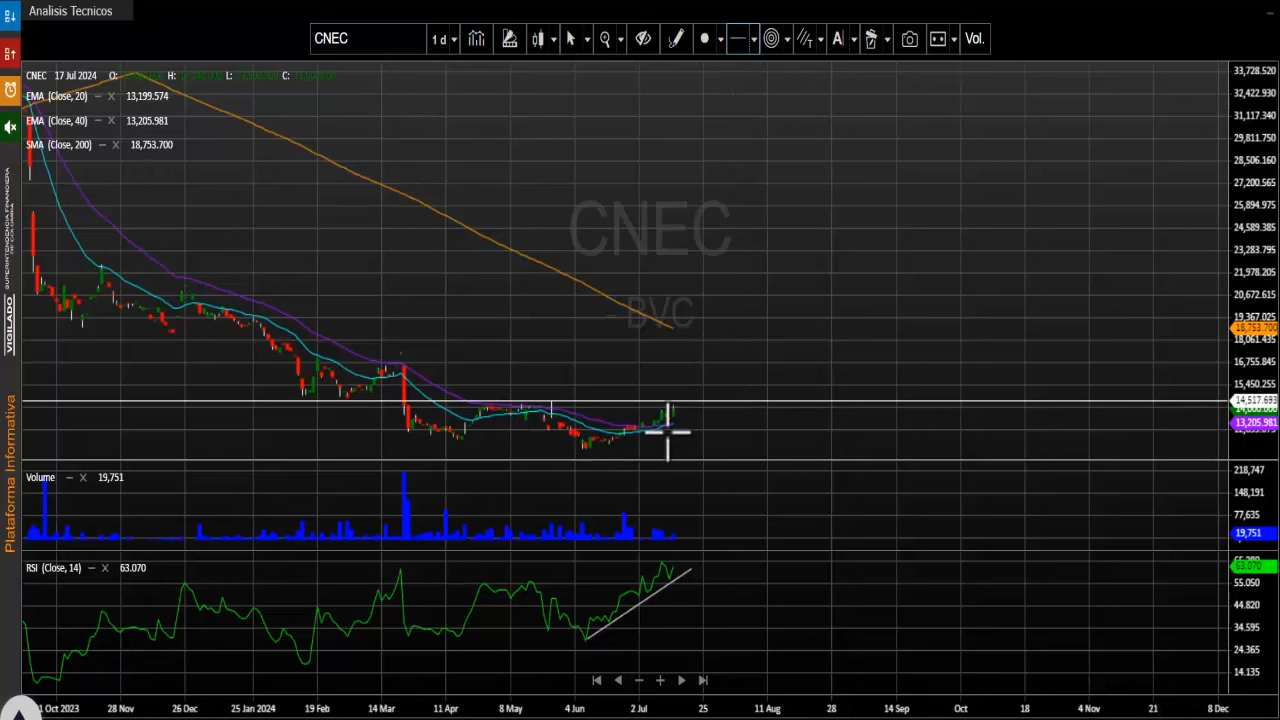 Analisis Tecnicos
CNEC
1 d
A
Vol.
CNEC 17 Jul 2024 O: H: L: C:
EMA (Close, 20) – X 13,199.574
EMA (Close, 40) – X 13,205.981
SMA (Close, 200) – X 18,753.700
CNEC
- BVC
33,728.520
32,422.930
31,117.340
29,811.750
28,506.160
27,200.565
25,894.975
24,589.385
23,283.795
21,978.205
20,672.615
19,367.025
18,753.700
18,061.435
16,755.845
15,460.255
14,517.693
13,205.981
Volume – X 19,751
218,747
148,191
77,635
19,751
RSI (Close, 14) – X 63.070
63.070
55.050
44.820
34.595
24.365
14.135
Oct 2023
28 Nov
26 Dec
25 Jan 2024
19 Feb
14 Mar
11 Apr
8 May
4 Jun
2 Jul
25
11 Aug
28
14 Sep
Oct
18
4 Nov
21
8 Dec
VIGILADO
SUPERINTENDENCIA FINANCIERA
Plataforma Informativa